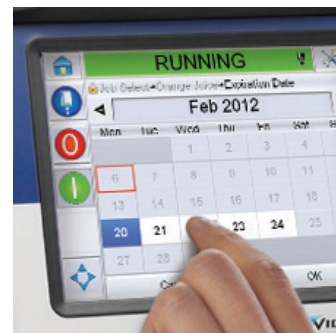 RUNNING
Job Select Orange Juice Expiration Date
Feb 2012
Mon Tue Wed Thu Fri Sat
1 2 3 4
6 7 8 9 10 11
13 14 15 16 17 18
20 21 23 24 25
27 28
OK